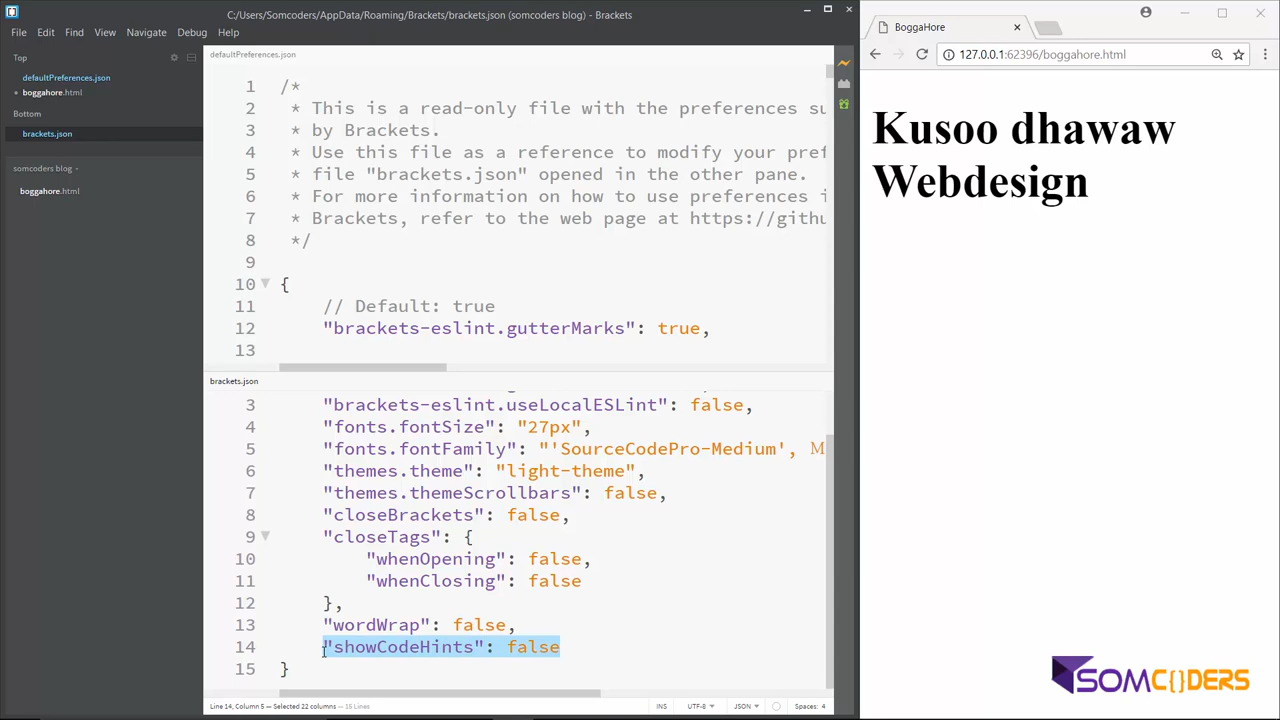 C:/Users/Somcoders/AppData/Roaming/Brackets/brackets.json (somcoders blog) - Brackets
File Edit Find View Navigate Debug Help
Top
defaultPreferences.json
boggahore.html
Bottom
brackets.json
somcoders blog
boggahore.html
defaultPreferences.json
1 /*
2 * This is a read-only file with the preferences su
3 * by Brackets.
4 * Use this file as a reference to modify your pref
5 * file "brackets.json" opened in the other pane.
6 * For more information on how to use preferences i
7 * Brackets, refer to the web page at https://githu
8 */
9
10 {
11 // Default: true
12 "brackets-eslint.gutterMarks": true,
13
brackets.json
3 "brackets-eslint.useLocalESLint": false,
4 "fonts.fontSize": "27px",
5 "fonts.fontFamily": "'SourceCodePro-Medium', M
6 "themes.theme": "light-theme",
7 "themes.themeScrollbars": false,
8 "closeBrackets": false,
9 "closeTags": {
10 "whenOpening": false,
11 "whenClosing": false
12 },
13 "wordWrap": false,
14 "showCodeHints": false
15 }
Line 14, Column 5 — Selected 22 columns — 15 Lines INS UTF-8 JSON Spaces: 4
BoggaHore
127.0.0.1:62396/boggahore.html
Kusoo dhawaw
Webdesign
SOMC{}DERS